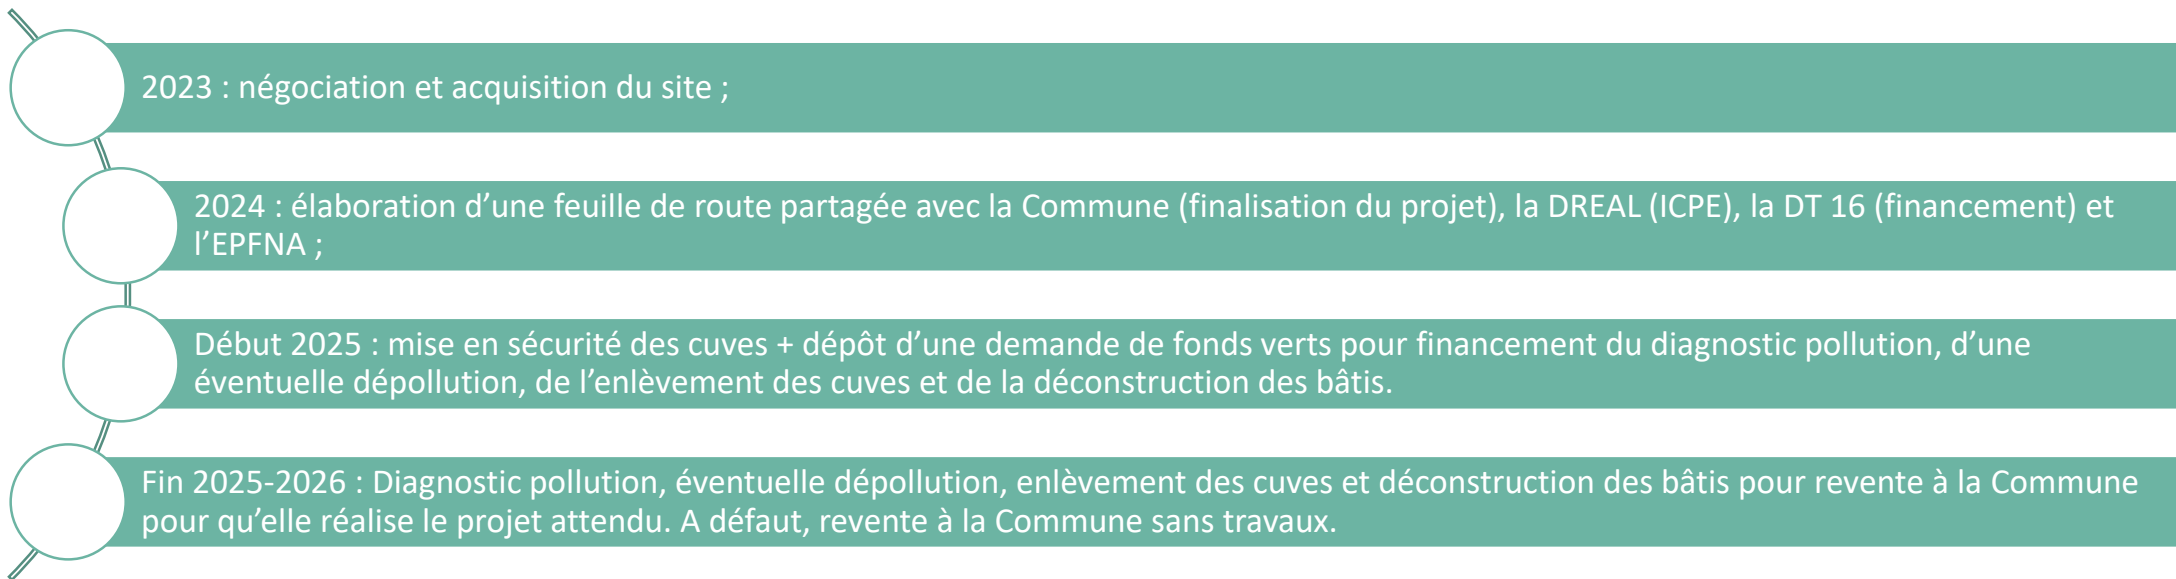 2023 : négociation et acquisition du site ;
2024 : élaboration d’une feuille de route partagée avec la Commune (finalisation du projet), la DREAL (ICPE), la DT 16 (financement) et
l’EPFNA ;
Début 2025 : mise en sécurité des cuves + dépôt d’une demande de fonds verts pour financement du diagnostic pollution, d’une
éventuelle dépollution, de l’enlèvement des cuves et de la déconstruction des bâtis.
Fin 2025-2026 : Diagnostic pollution, éventuelle dépollution, enlèvement des cuves et déconstruction des bâtis pour revente à la Commune
pour qu’elle réalise le projet attendu. A défaut, revente à la Commune sans travaux.